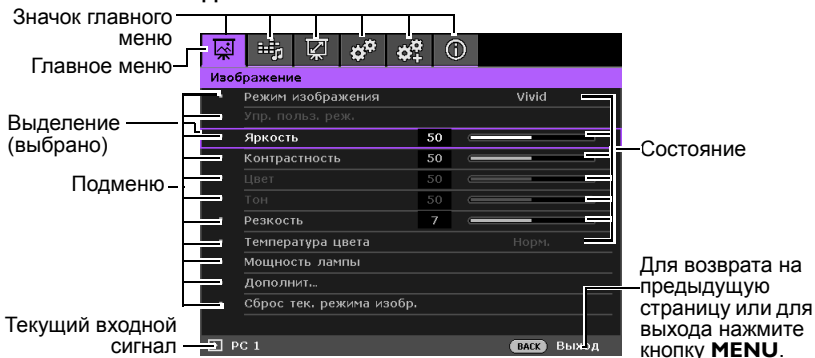 Значок главного
меню
Главное меню
Изображение
Режим изображения Vivid
Упр. польз. реж.
Выделение
(выбрано)
Яркость 50
Контрастность 50
Состояние
Цвет 50
Подменю
Тон 50
Резкость 7
Температура цвета Норм.
Мощность лампы
Дополнит...
Сброс тек. режима изобр.
Для возврата на
предыдущую
страницу или для
выхода нажмите
кнопку MENU.
Текущий входной
сигнал
PC 1 BACK Выход